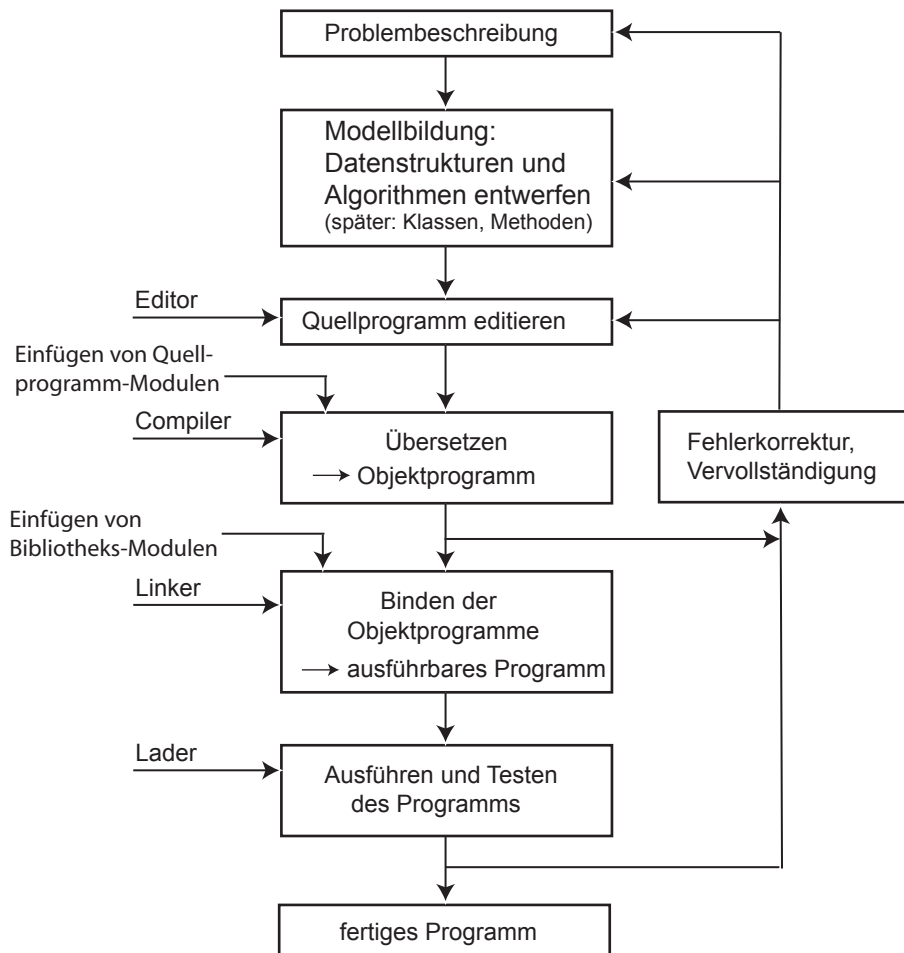 Problembeschreibung
Modellbildung:
Datenstrukturen und
Algorithmen entwerfen
(später: Klassen, Methoden)
Editor
Quellprogramm editieren
Einfügen von Quell-
programm-Modulen
Compiler
Übersetzen
Objektprogramm
Fehlerkorrektur,
Vervollständigung
Einfügen von
Bibliotheks-Modulen
Linker
Binden der
Objektprogramme
ausführbares Programm
Lader
Ausführen und Testen
des Programms
fertiges Programm